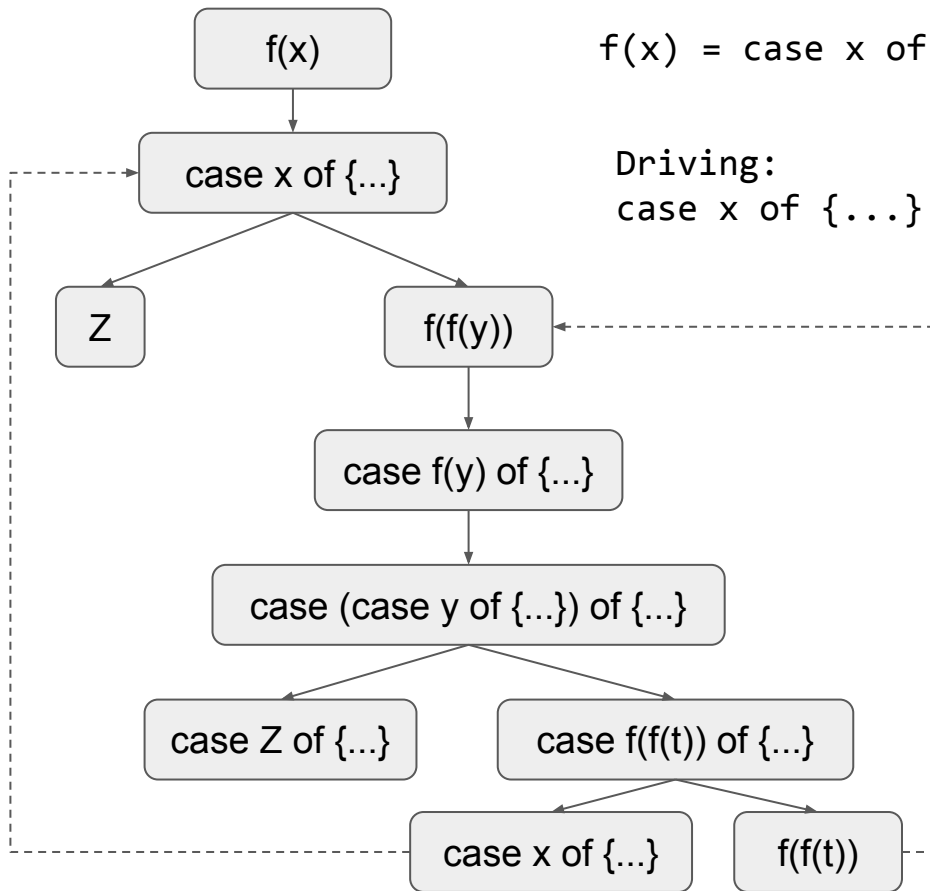 f(x)
f(x) = case x of
case x of {...}
Driving:
case x of {...}
Z
f(f(y))
case f(y) of {...}
case (case y of {...}) of {...}
case Z of {...}
case f(f(t)) of {...}
case x of {...}
f(f(t))